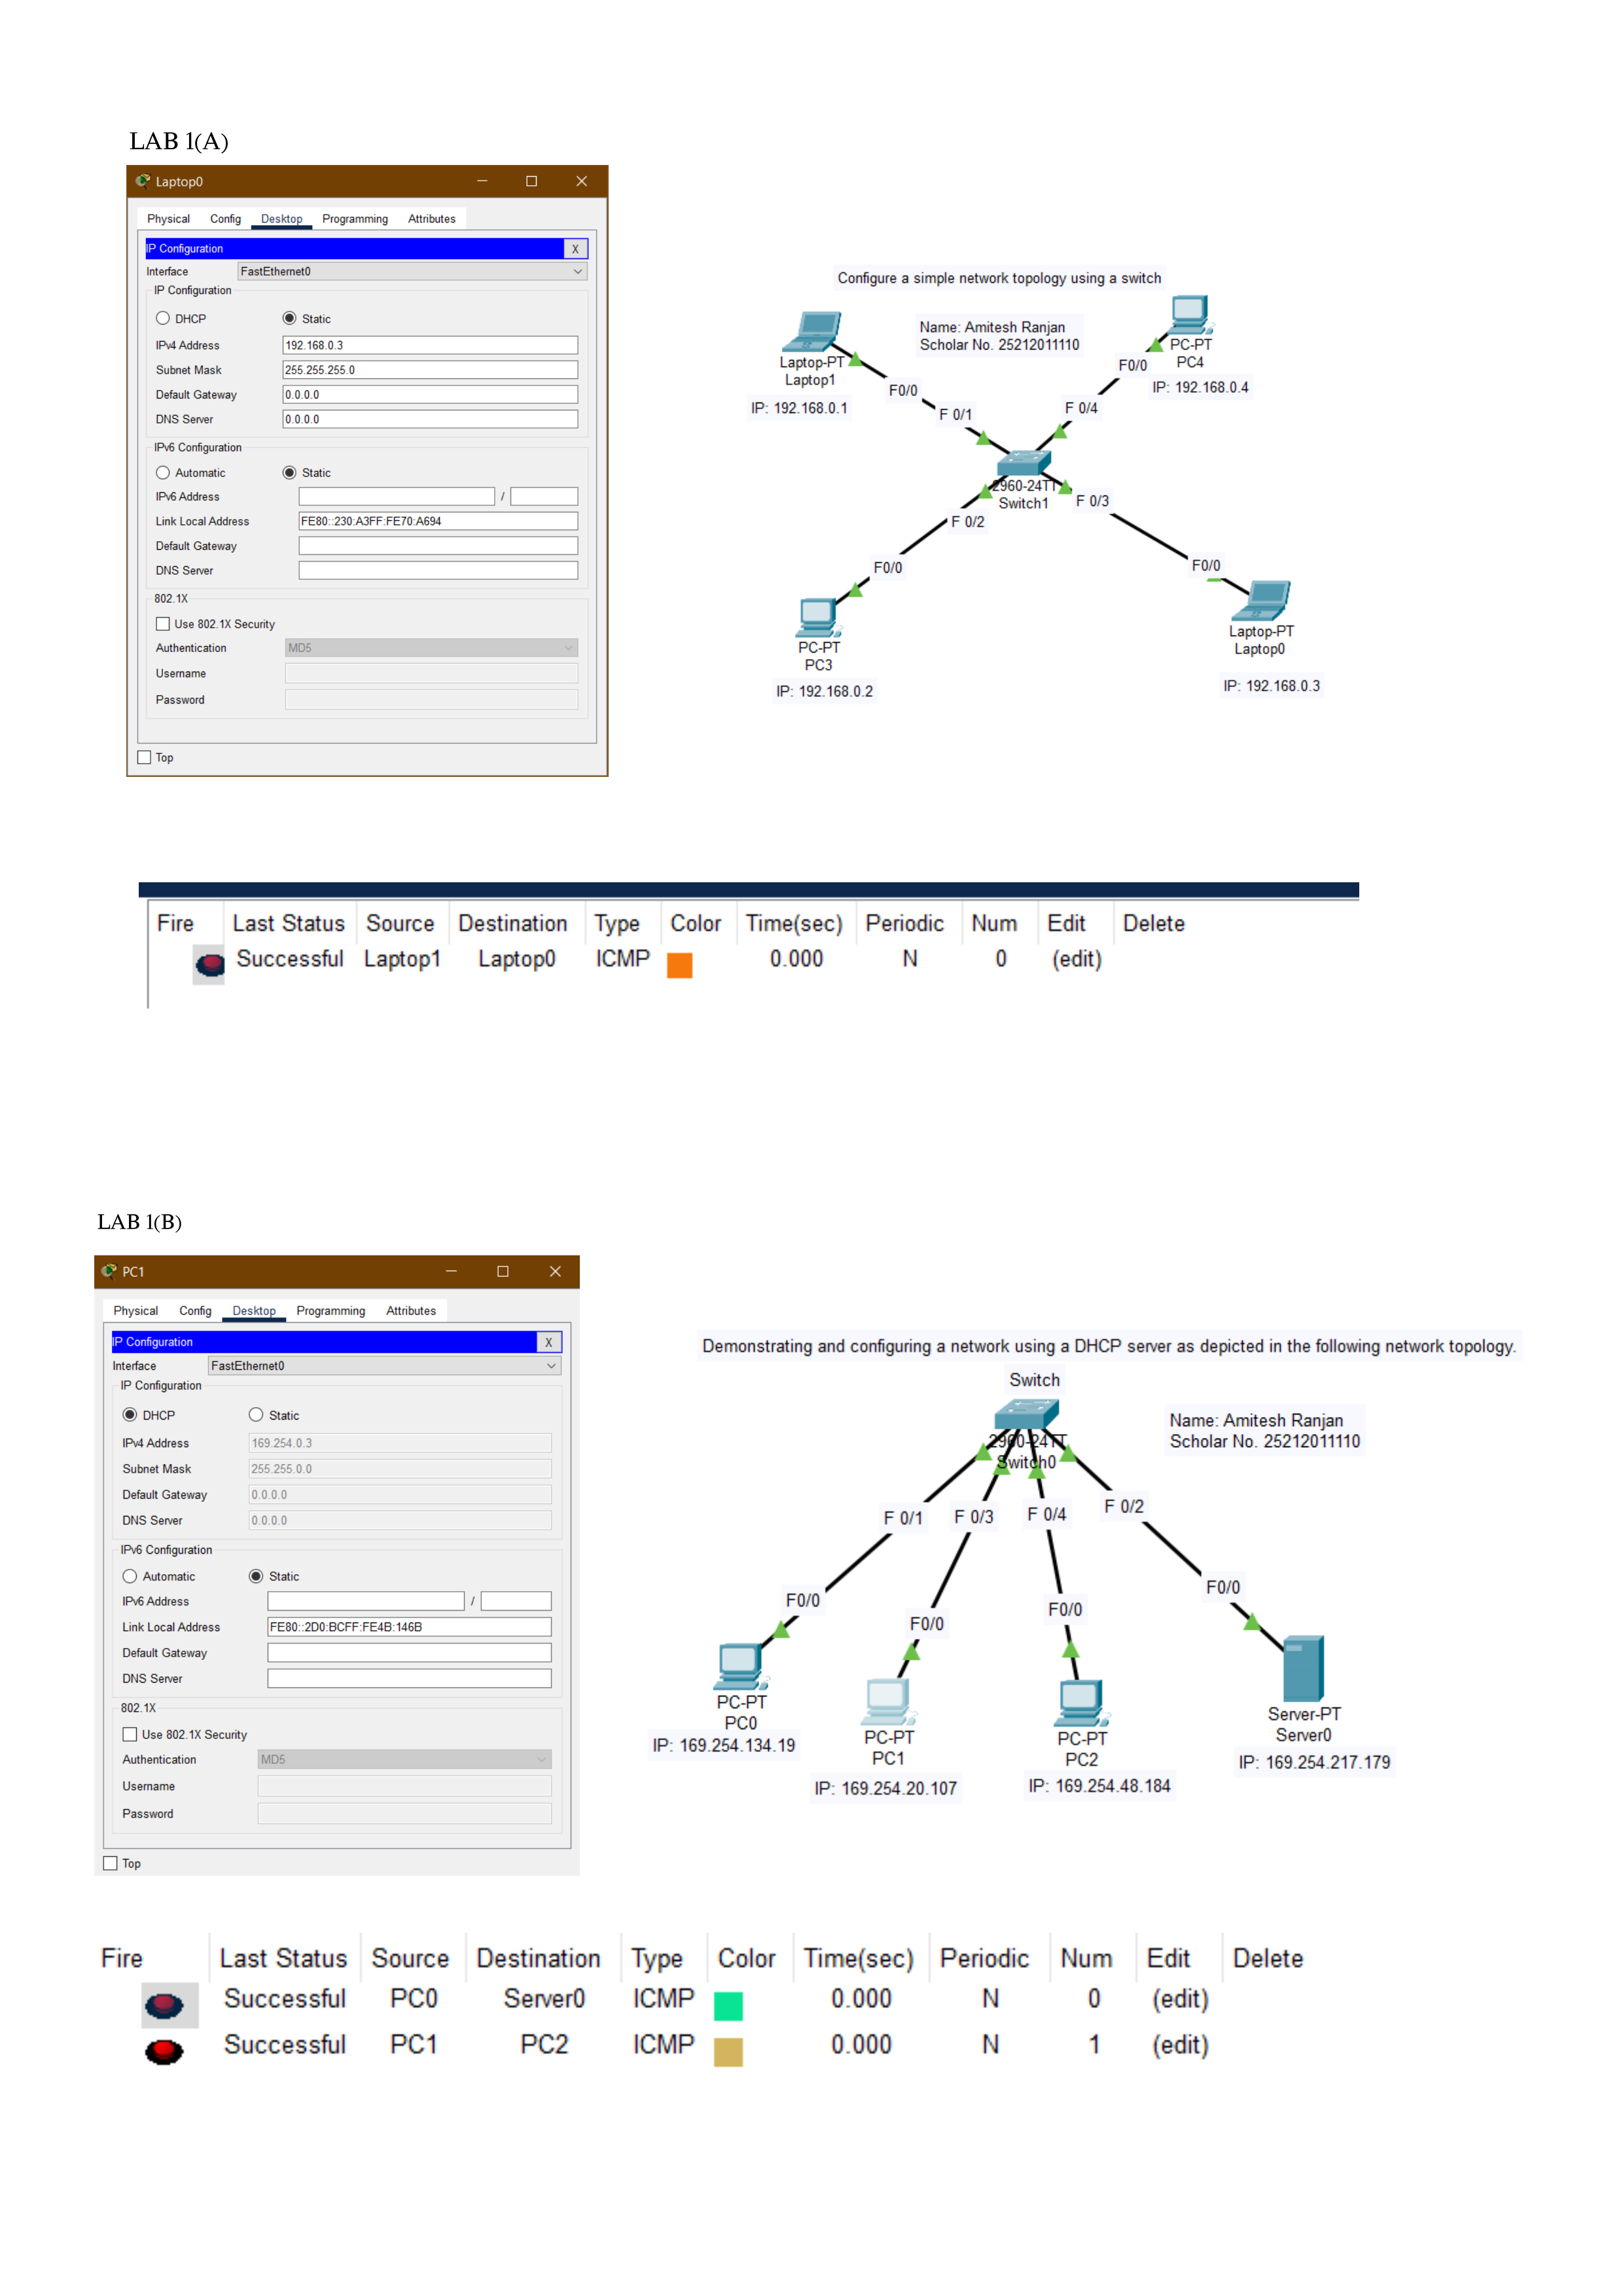 LAB 1(A)
Laptop0
Physical Config Desktop Programming Attributes
IP Configuration X
Interface FastEthernet0
IP Configuration
DHCP Static
IPv4 Address 192.168.0.3
Subnet Mask 255.255.255.0
Default Gateway 0.0.0.0
DNS Server 0.0.0.0
IPv6 Configuration
Automatic Static
IPv6 Address /
Link Local Address FE80::230:A3FF:FE70:A694
Default Gateway
DNS Server
802.1X
Use 802.1X Security
Authentication MD5
Username
Password
Top
Configure a simple network topology using a switch
Name: Amitesh Ranjan
Scholar No. 25212011110
Laptop-PT
Laptop1
IP: 192.168.0.1
F0/0
F 0/1
PC-PT
PC4
IP: 192.168.0.4
F0/0
F 0/4
2960-24TT
Switch1
F 0/2
F 0/3
F0/0
F0/0
PC-PT
PC3
IP: 192.168.0.2
Laptop-PT
Laptop0
IP: 192.168.0.3
Fire Last Status Source Destination Type Color Time(sec) Periodic Num Edit Delete
Successful Laptop1 Laptop0 ICMP 0.000 N 0 (edit)
LAB 1(B)
PC1
Physical Config Desktop Programming Attributes
IP Configuration X
Interface FastEthernet0
IP Configuration
DHCP Static
IPv4 Address 169.254.0.3
Subnet Mask 255.255.0.0
Default Gateway 0.0.0.0
DNS Server 0.0.0.0
IPv6 Configuration
Automatic Static
IPv6 Address /
Link Local Address FE80::2D0:BCFF:FE4B:146B
Default Gateway
DNS Server
802.1X
Use 802.1X Security
Authentication MD5
Username
Password
Top
Demonstrating and configuring a network using a DHCP server as depicted in the following network topology.
Switch
Name: Amitesh Ranjan
Scholar No. 25212011110
2960-24TT
Switch0
F 0/1 F 0/3 F 0/4 F 0/2
F0/0 F0/0 F0/0 F0/0
PC-PT
PC0
IP: 169.254.134.19
PC-PT
PC1
IP: 169.254.20.107
PC-PT
PC2
IP: 169.254.48.184
Server-PT
Server0
IP: 169.254.217.179
Fire Last Status Source Destination Type Color Time(sec) Periodic Num Edit Delete
Successful PC0 Server0 ICMP 0.000 N 0 (edit)
Successful PC1 PC2 ICMP 0.000 N 1 (edit)